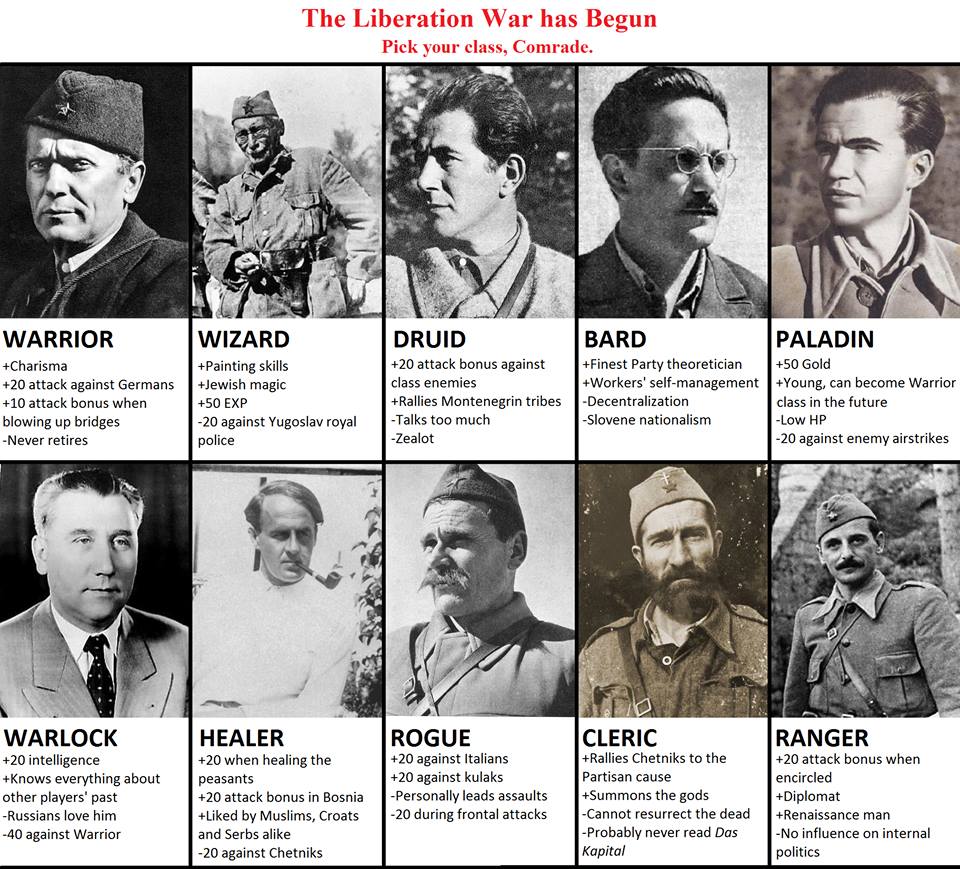 The Liberation War has Begun
Pick your class, Comrade.
WARRIOR
+Charisma
+20 attack against Germans
+10 attack bonus when
blowing up bridges
-Never retires
WIZARD
+Painting skills
+Jewish magic
+50 EXP
-20 against Yugoslav royal
police
DRUID
+20 attack bonus against
class enemies
+Rallies Montenegrin tribes
-Talks too much
-Zealot
BARD
+Finest Party theoretician
+Workers' self-management
-Decentralization
-Slovene nationalism
PALADIN
+50 Gold
+Young, can become Warrior
class in the future
-Low HP
-20 against enemy airstrikes
WARLOCK
+20 intelligence
+Knows everything about
other players' past
-Russians love him
-40 against Warrior
HEALER
+20 when healing the
peasants
+20 attack bonus in Bosnia
+Liked by Muslims, Croats
and Serbs alike
-20 against Chetniks
ROGUE
+20 against Italians
+20 against kulaks
-Personally leads assaults
-20 during frontal attacks
CLERIC
+Rallies Chetniks to the
Partisan cause
+Summons the gods
-Cannot resurrect the dead
-Probably never read Das
Kapital
RANGER
+20 attack bonus when
encircled
+Diplomat
+Renaissance man
-No influence on internal
politics